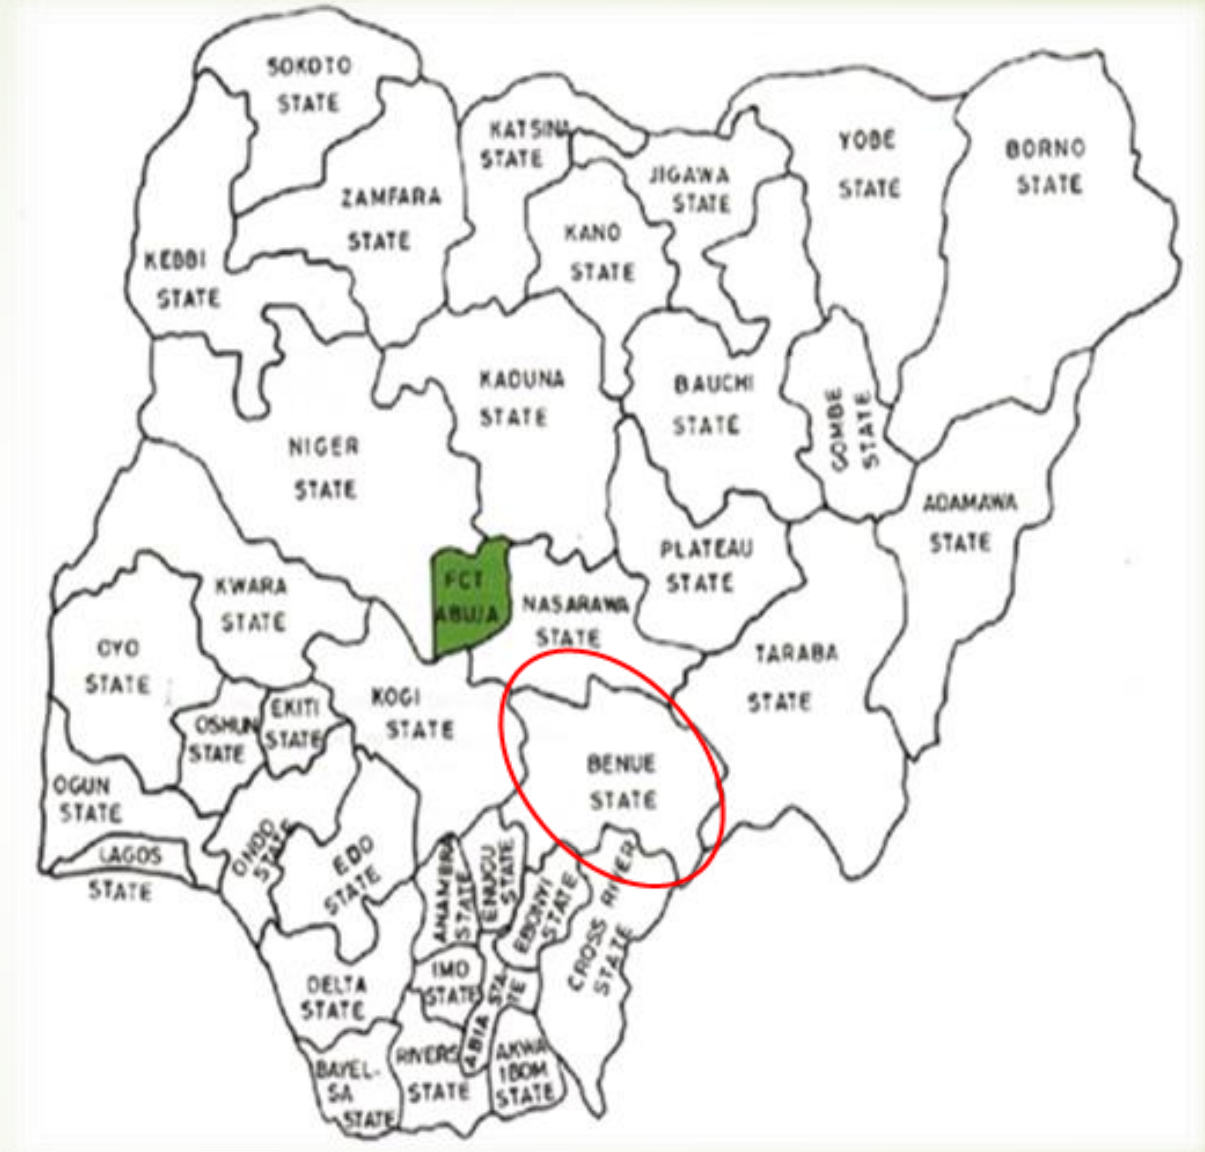 SOKOTO
STATE
KATSINA
STATE
YOBE
STATE
BORNO
STATE
JIGAWA
STATE
ZAMFARA
STATE
KANO
STATE
KEBBI
STATE
KADUNA
STATE
BAUCHI
STATE
GOMBE
STATE
NIGER
STATE
ADAMAWA
STATE
PLATEAU
STATE
FCT
ABUJA
NASARAWA
STATE
KWARA
STATE
OYO
STATE
TARABA
STATE
KOGI
STATE
EKITI
STATE
OSHUN
STATE
BENUE
STATE
OGUN
STATE
LAGOS
STATE
ONDO
STATE
EDO
STATE
ANAMBRA
STATE
ENUGU
STATE
EBONYI
STATE
CROSS RIVER
STATE
DELTA
STATE
IMO
STATE
ABIA STA-
TE
BAYEL-
SA
STATE
RIVERS
STATE
AKWA
IBOM
STATE